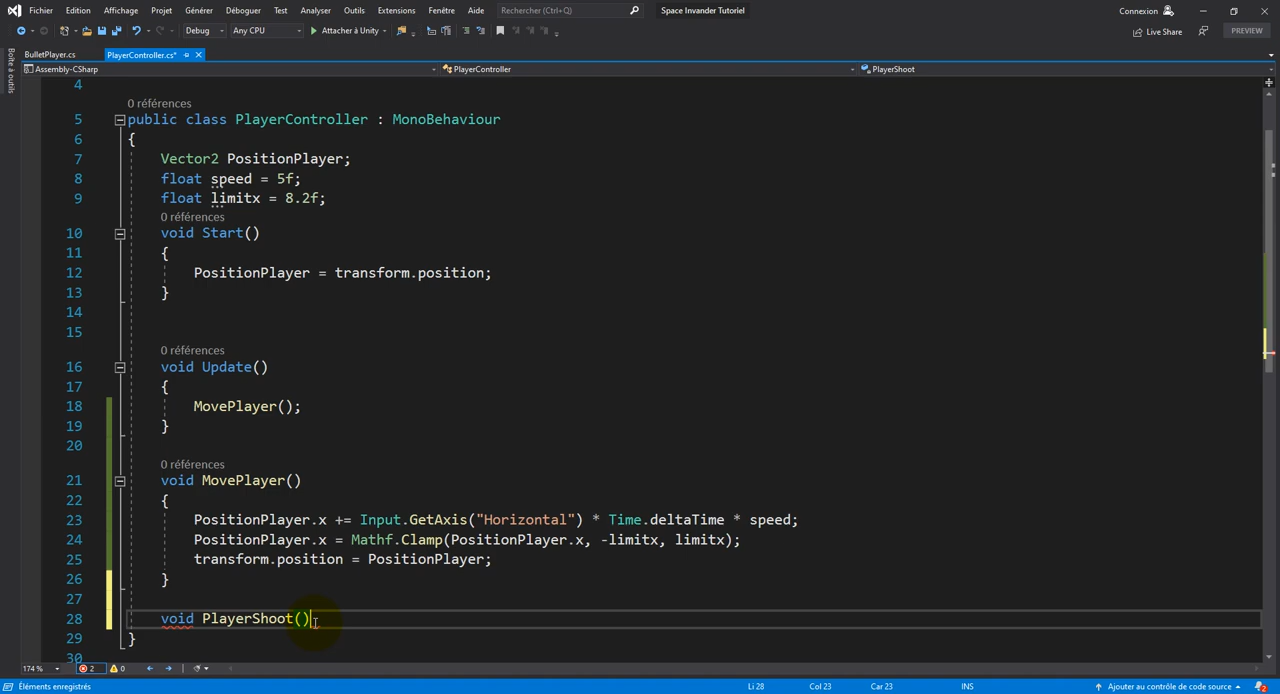 Fichier Edition Affichage Projet Générer Déboguer Test Analyser Outils Extensions Fenêtre Aide Rechercher (Ctrl+Q) Space Invander Tutoriel Connexion
Debug Any CPU Attacher à Unity Live Share PREVIEW
Boîte à outils
BulletPlayer.cs PlayerController.cs*
Assembly-CSharp PlayerController PlayerShoot
4
0 références
5 public class PlayerController : MonoBehaviour
6 {
7 Vector2 PositionPlayer;
8 float speed = 5f;
9 float limitx = 8.2f;
0 références
10 void Start()
11 {
12 PositionPlayer = transform.position;
13 }
14
15
0 références
16 void Update()
17 {
18 MovePlayer();
19 }
20
0 références
21 void MovePlayer()
22 {
23 PositionPlayer.x += Input.GetAxis("Horizontal") * Time.deltaTime * speed;
24 PositionPlayer.x = Mathf.Clamp(PositionPlayer.x, -limitx, limitx);
25 transform.position = PositionPlayer;
26 }
27
28 void PlayerShoot()
29 }
30
174 % 2 0
Éléments enregistrés Li 28 Col 23 Car 23 INS Ajouter au contrôle de code source 2